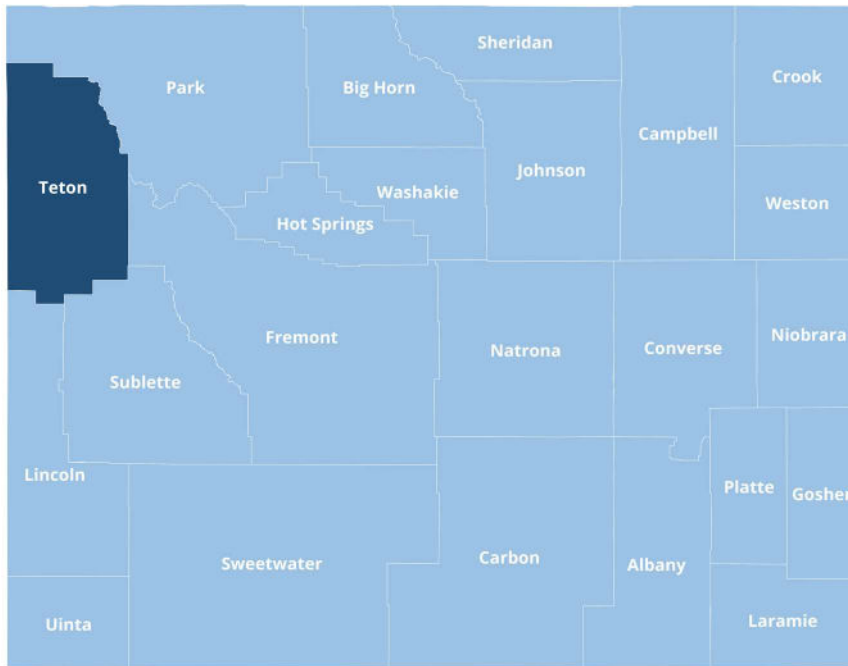 Sheridan
Park
Big Horn
Crook
Campbell
Johnson
Teton
Washakie
Weston
Hot Springs
Fremont
Natrona
Converse
Niobrara
Sublette
Lincoln
Platte
Goshen
Sweetwater
Carbon
Albany
Uinta
Laramie